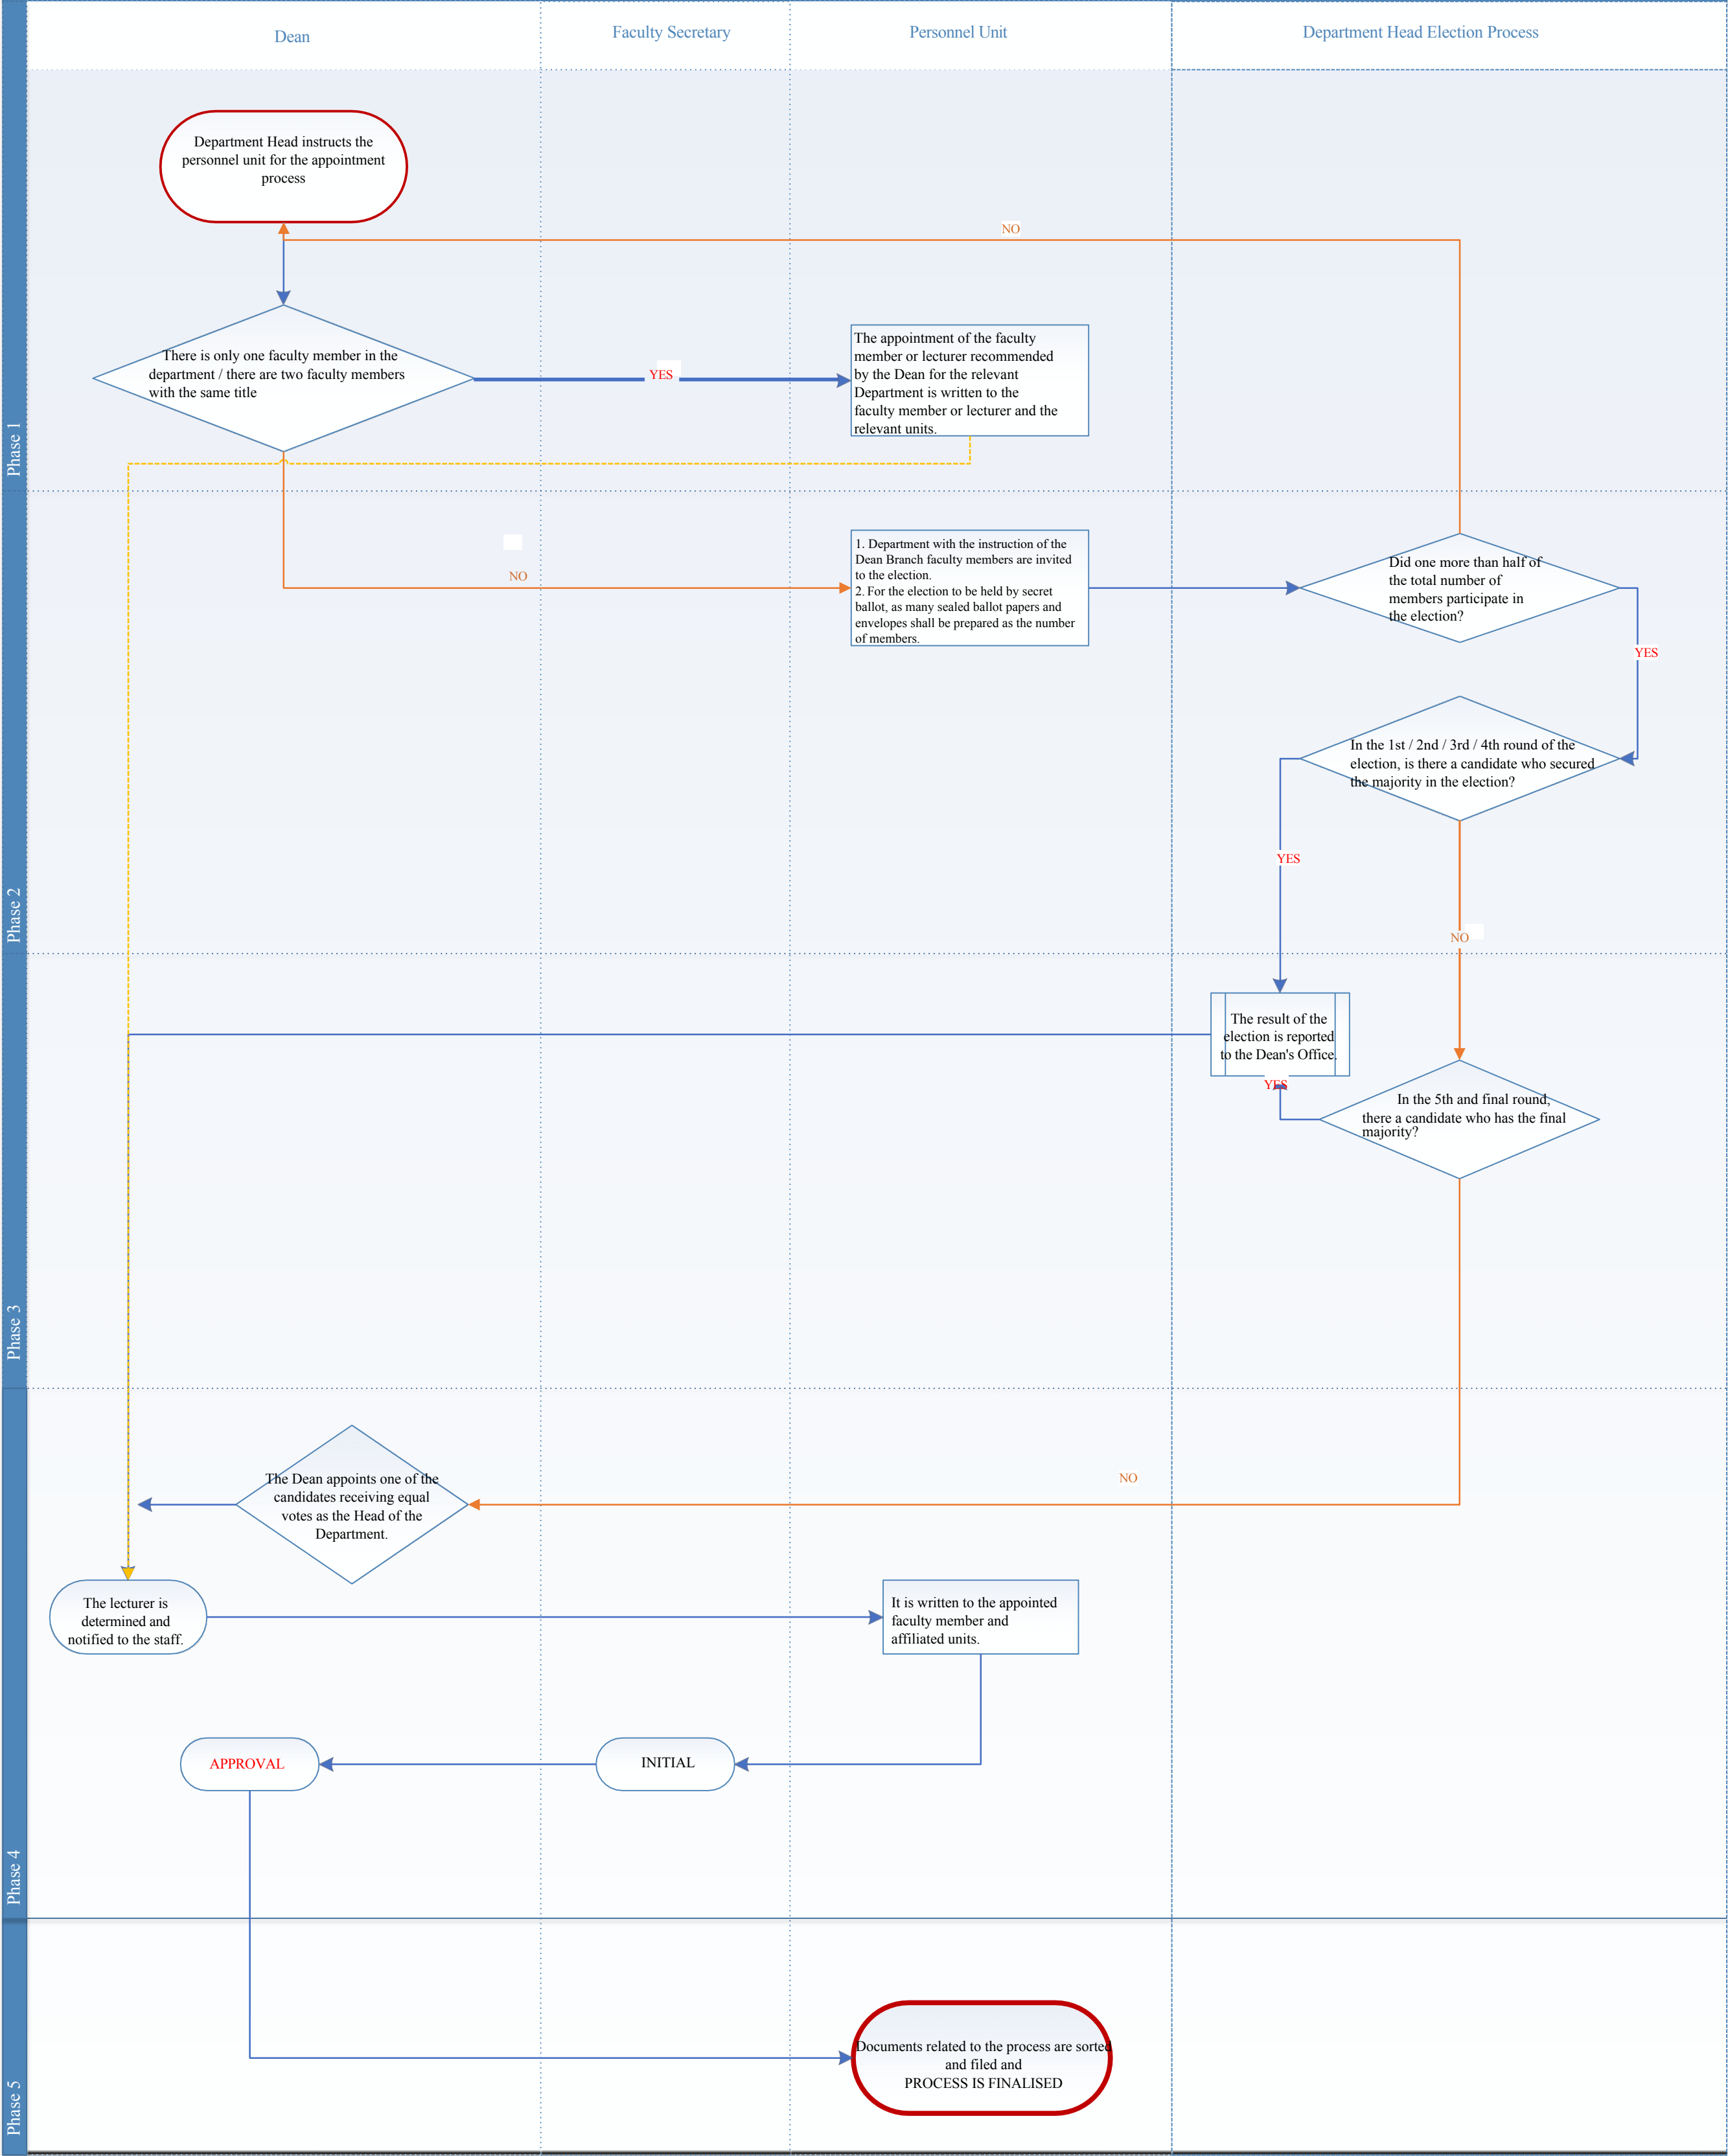 Dean
Faculty Secretary
Personnel Unit
Department Head Election Process
Phase 1
Department Head instructs the
personnel unit for the appointment
process
NO
There is only one faculty member in the
department / there are two faculty members
with the same title
YES
The appointment of the faculty
member or lecturer recommended
by the Dean for the relevant
Department is written to the
faculty member or lecturer and the
relevant units.
Phase 2
NO
1. Department with the instruction of the
Dean Branch faculty members are invited
to the election.
2. For the election to be held by secret
ballot, as many sealed ballot papers and
envelopes shall be prepared as the number
of members.
Did one more than half of
the total number of
members participate in
the election?
YES
In the 1st / 2nd / 3rd / 4th round of the
election, is there a candidate who secured
the majority in the election?
YES
NO
Phase 3
The result of the
election is reported
to the Dean's Office.
YES
In the 5th and final round,
there a candidate who has the final
majority?
Phase 4
The Dean appoints one of the
candidates receiving equal
votes as the Head of the
Department.
NO
The lecturer is
determined and
notified to the staff.
It is written to the appointed
faculty member and
affiliated units.
APPROVAL
INITIAL
Phase 5
Documents related to the process are sorted
and filed and
PROCESS IS FINALISED